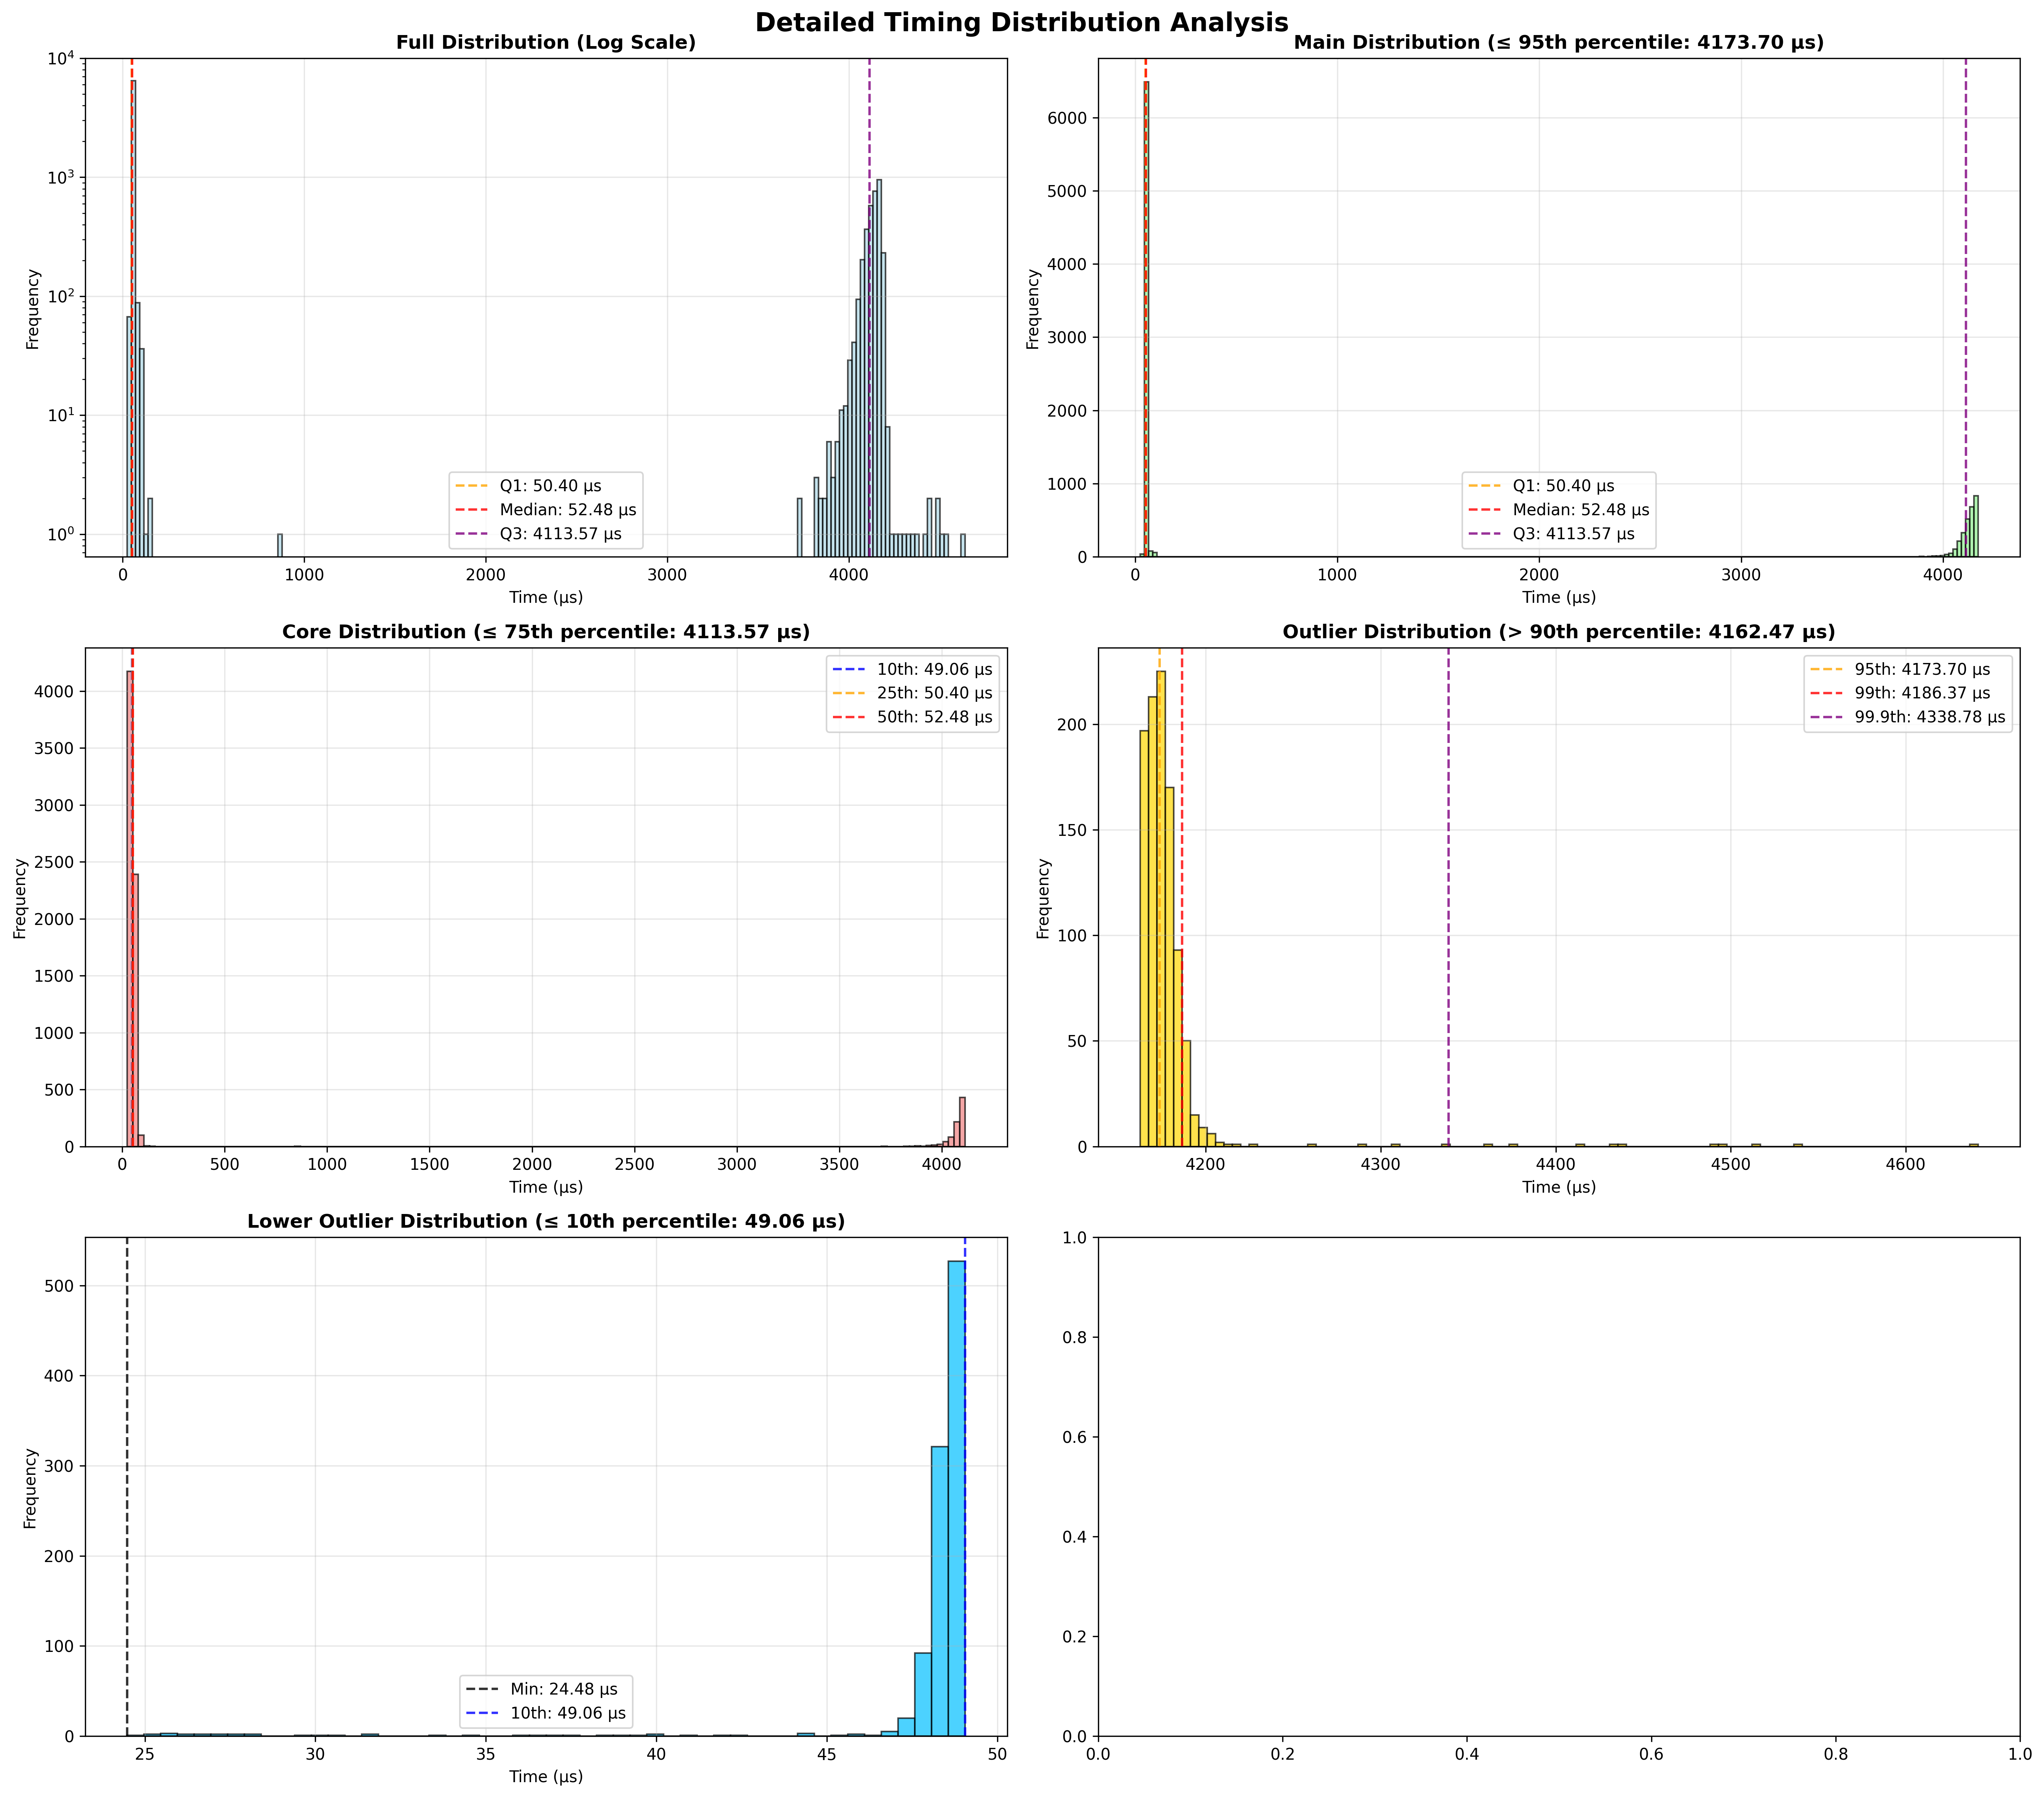 Detailed Timing Distribution Analysis
Full Distribution (Log Scale)
Frequency
10⁴
10³
10²
10¹
10⁰
Q1: 50.40 μs
Median: 52.48 μs
Q3: 4113.57 μs
0 1000 2000 3000 4000
Time (μs)
Main Distribution (≤ 95th percentile: 4173.70 μs)
Frequency
6000
5000
4000
3000
2000
1000
0
Q1: 50.40 μs
Median: 52.48 μs
Q3: 4113.57 μs
0 1000 2000 3000 4000
Time (μs)
Core Distribution (≤ 75th percentile: 4113.57 μs)
Frequency
4000
3500
3000
2500
2000
1500
1000
500
0
10th: 49.06 μs
25th: 50.40 μs
50th: 52.48 μs
0 500 1000 1500 2000 2500 3000 3500 4000
Time (μs)
Outlier Distribution (> 90th percentile: 4162.47 μs)
Frequency
200
150
100
50
0
95th: 4173.70 μs
99th: 4186.37 μs
99.9th: 4338.78 μs
4200 4300 4400 4500 4600
Time (μs)
Lower Outlier Distribution (≤ 10th percentile: 49.06 μs)
Frequency
500
400
300
200
100
0
Min: 24.48 μs
10th: 49.06 μs
25 30 35 40 45 50
Time (μs)
1.0
0.8
0.6
0.4
0.2
0.0
0.0 0.2 0.4 0.6 0.8 1.0